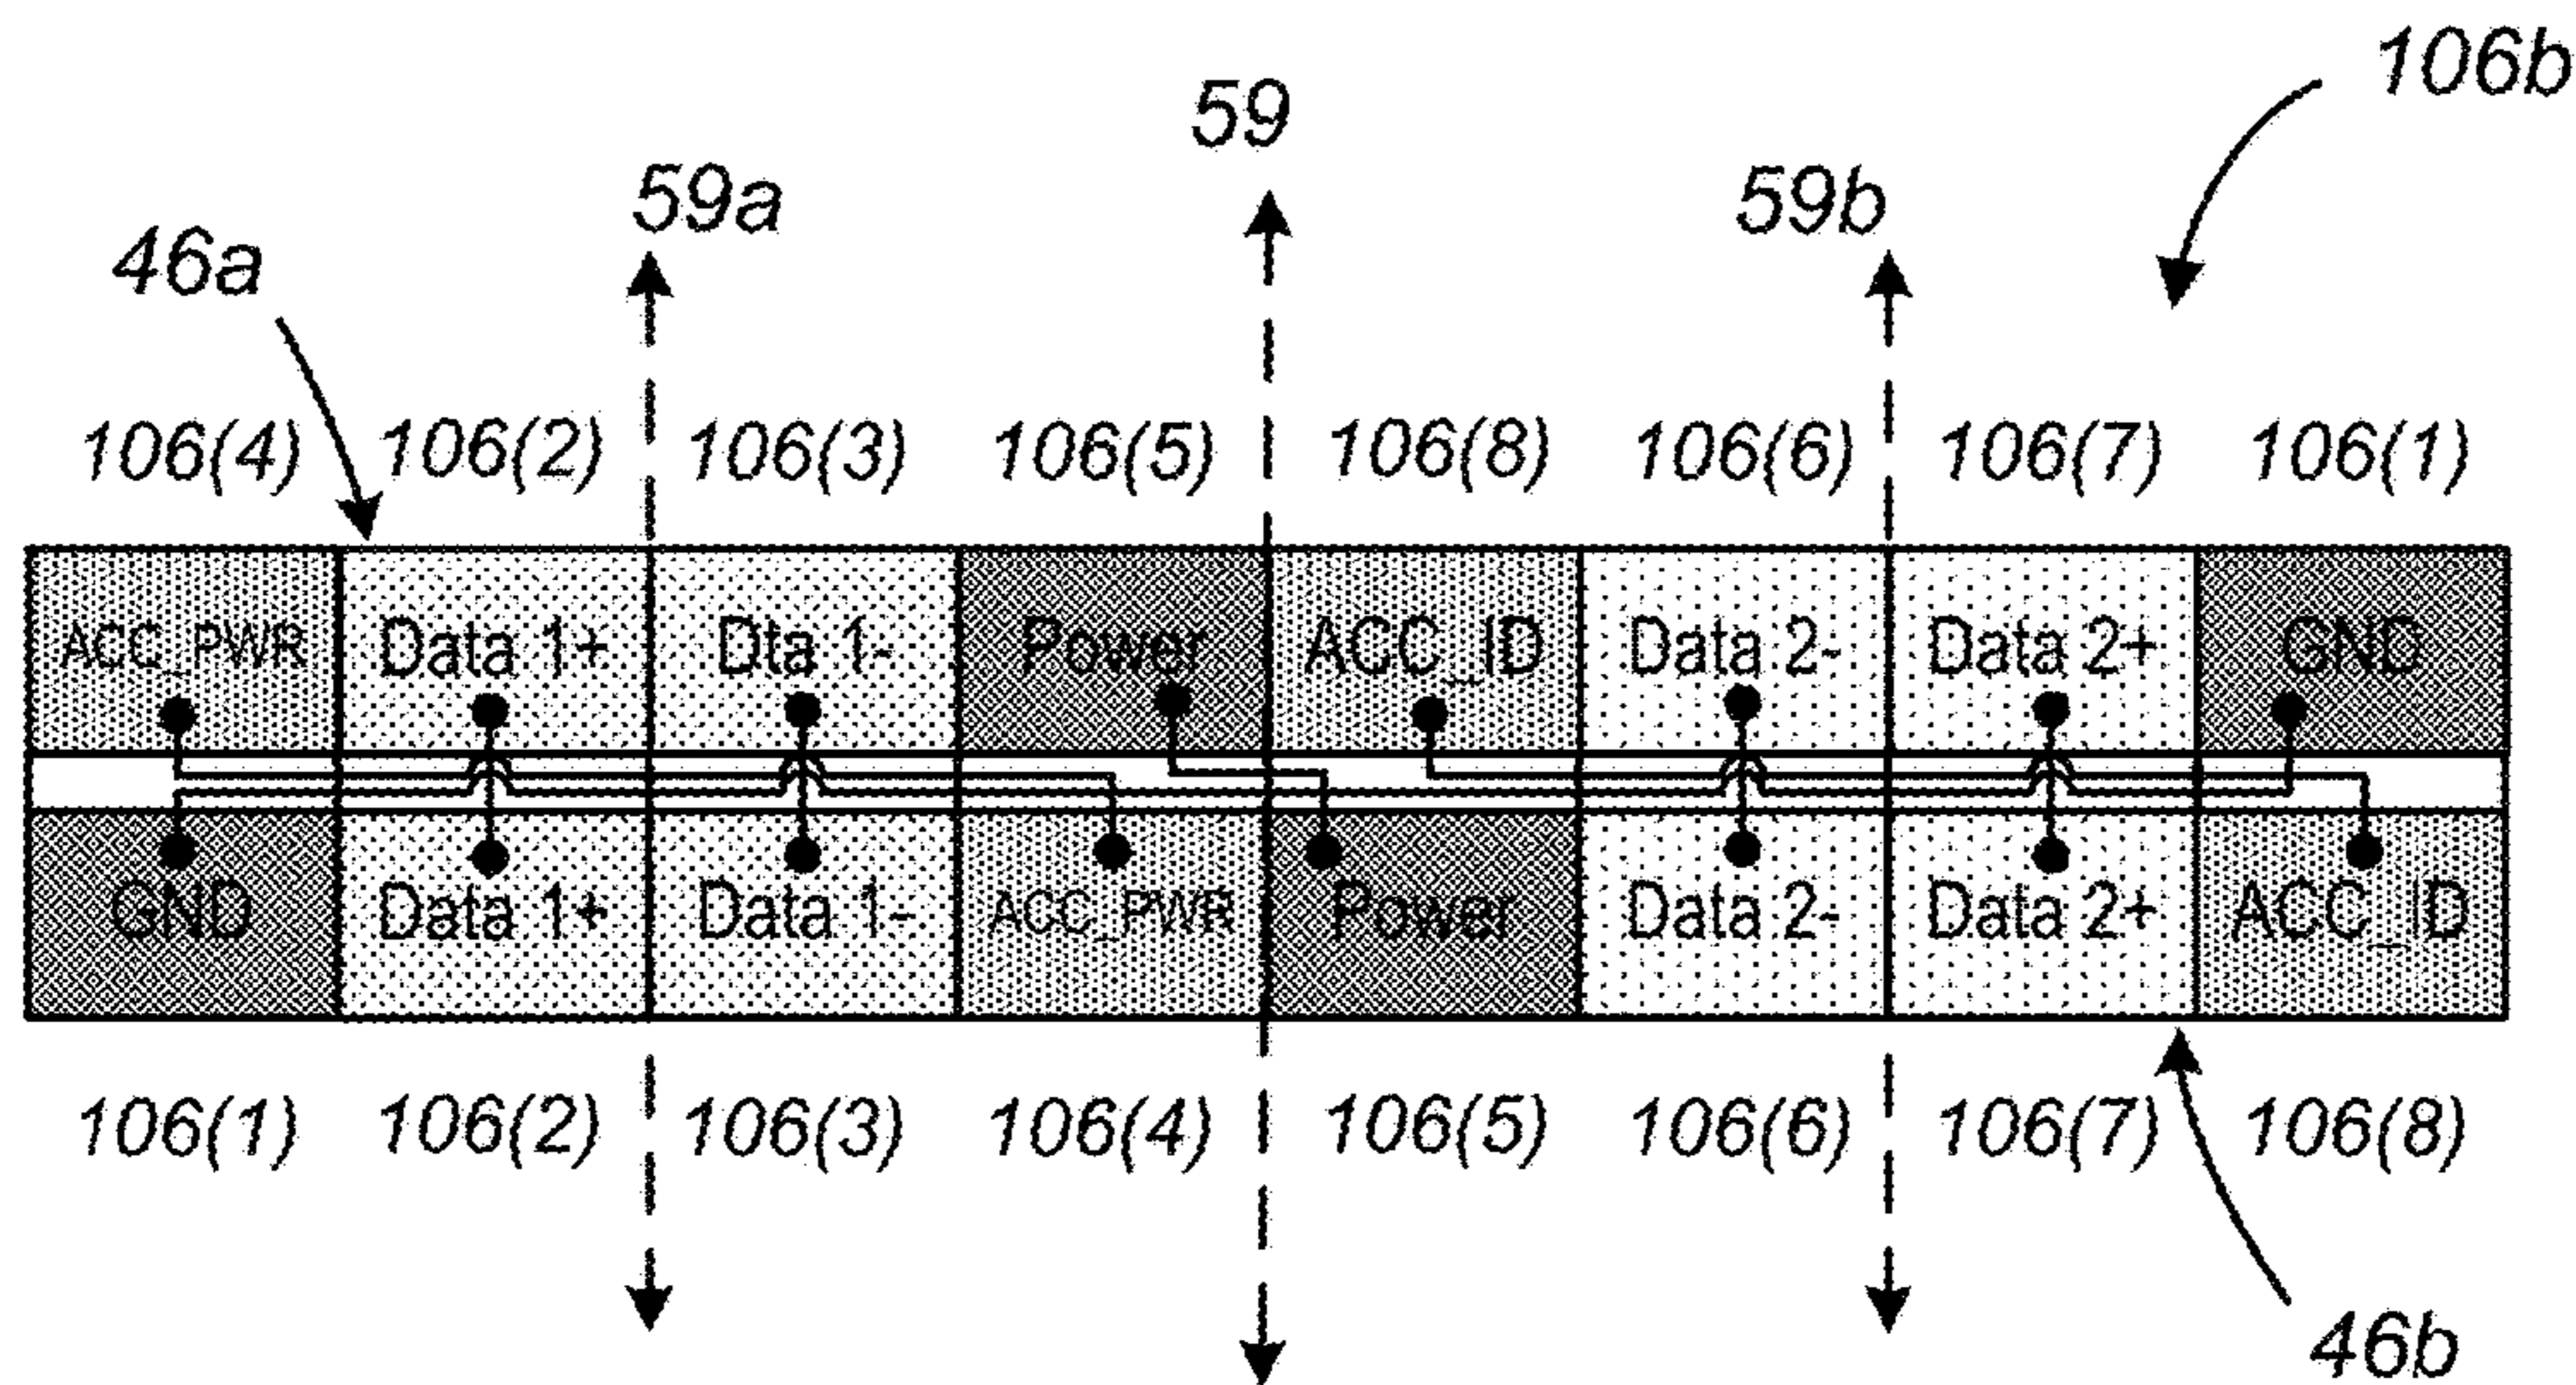 106b
59
59a
59b
46a
106(4) 106(2) 106(3) 106(5) 106(8) 106(6) 106(7) 106(1)
ACC_PWR Data 1+ Dta 1- Power ACC_ID Data 2- Data 2+ GND
GND Data 1+ Data 1- ACC_PWR Power Data 2- Data 2+ ACC_ID
106(1) 106(2) 106(3) 106(4) 106(5) 106(6) 106(7) 106(8)
46b